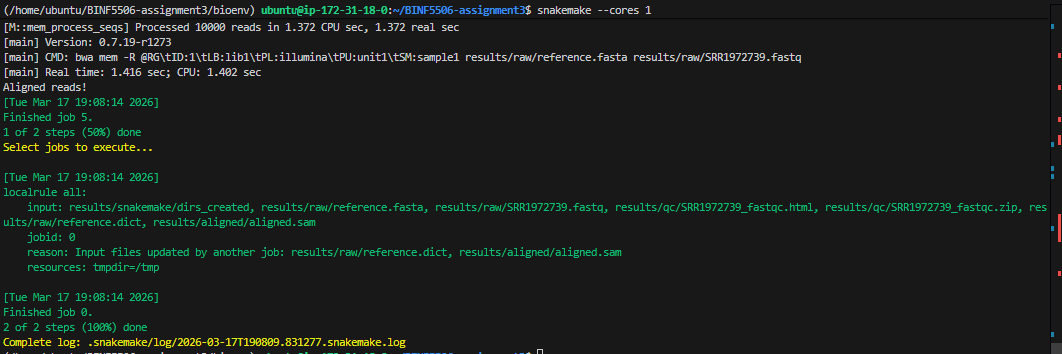 (/home/ubuntu/BINF5506-assignment3/bioenv) ubuntu@ip-172-31-18-0:~/BINF5506-assignment3$ snakemake --cores 1
[M::mem_process_seqs] Processed 10000 reads in 1.372 CPU sec, 1.372 real sec
[main] Version: 0.7.19-r1273
[main] CMD: bwa mem -R @RG\tID:1\tLB:lib1\tPL:illumina\tPU:unit1\tSM:sample1 results/raw/reference.fasta results/raw/SRR1972739.fastq
[main] Real time: 1.416 sec; CPU: 1.402 sec
Aligned reads!
[Tue Mar 17 19:08:14 2026]
Finished job 5.
1 of 2 steps (50%) done
Select jobs to execute...
[Tue Mar 17 19:08:14 2026]
localrule all:
    input: results/snakemake/dirs_created, results/raw/reference.fasta, results/raw/SRR1972739.fastq, results/qc/SRR1972739_fastqc.html, results/qc/SRR1972739_fastqc.zip, res
ults/raw/reference.dict, results/aligned/aligned.sam
    jobid: 0
    reason: Input files updated by another job: results/raw/reference.dict, results/aligned/aligned.sam
    resources: tmpdir=/tmp
[Tue Mar 17 19:08:14 2026]
Finished job 0.
2 of 2 steps (100%) done
Complete log: .snakemake/log/2026-03-17T190809.831277.snakemake.log